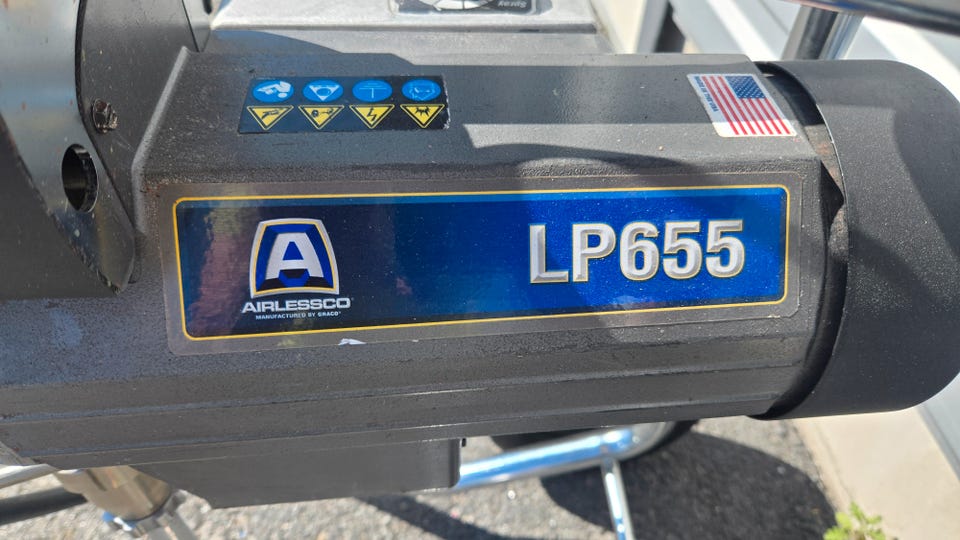 A
AIRLESSCO
MANUFACTURED BY GRACO
LP655